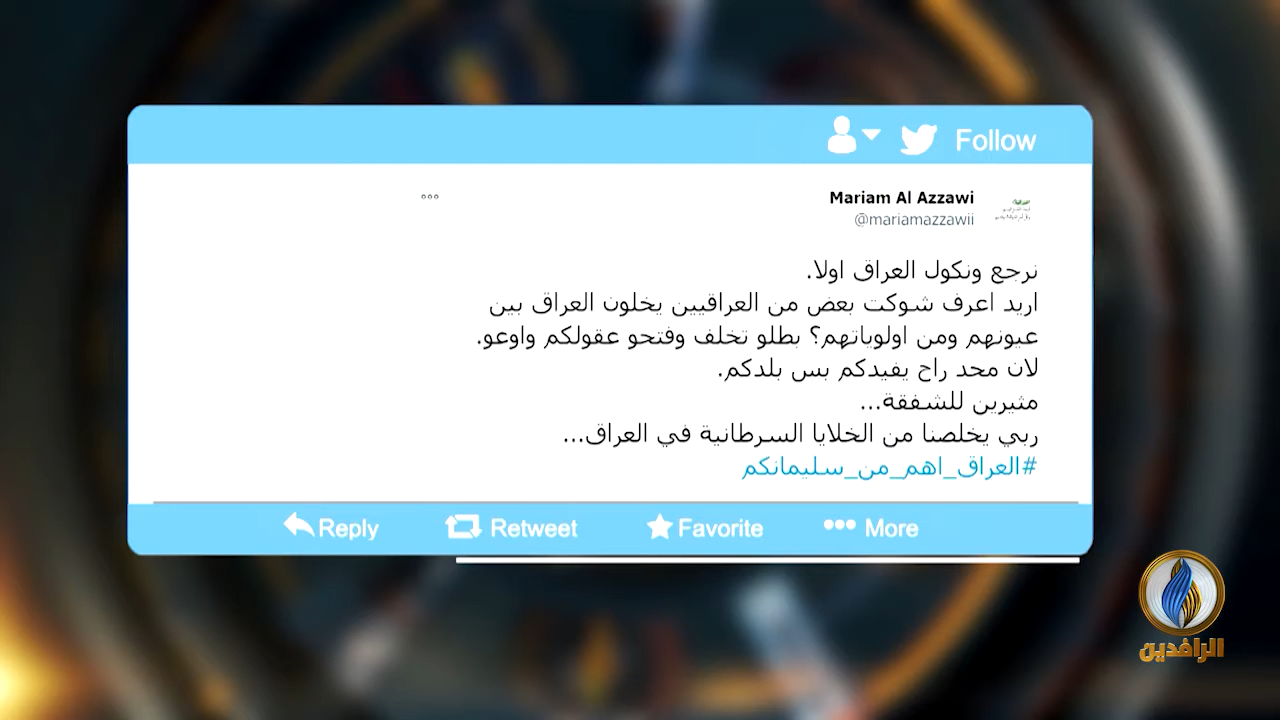 Follow
Mariam Al Azzawi
@mariamazzawii
نرجع ونكول العراق اولا.
اريد اعرف شوكت بعض من العراقيين يخلون العراق بين
عيونهم ومن اولوياتهم؟ بطلو تخلف وفتحو عقولكم واوعو.
لان محد راح يفيدكم بس بلدكم.
مثيرين للشفقة...
ربي يخلصنا من الخلايا السرطانية في العراق...
#العراق_اهم_من_سليمانكم
Reply Retweet Favorite More
الرافدين